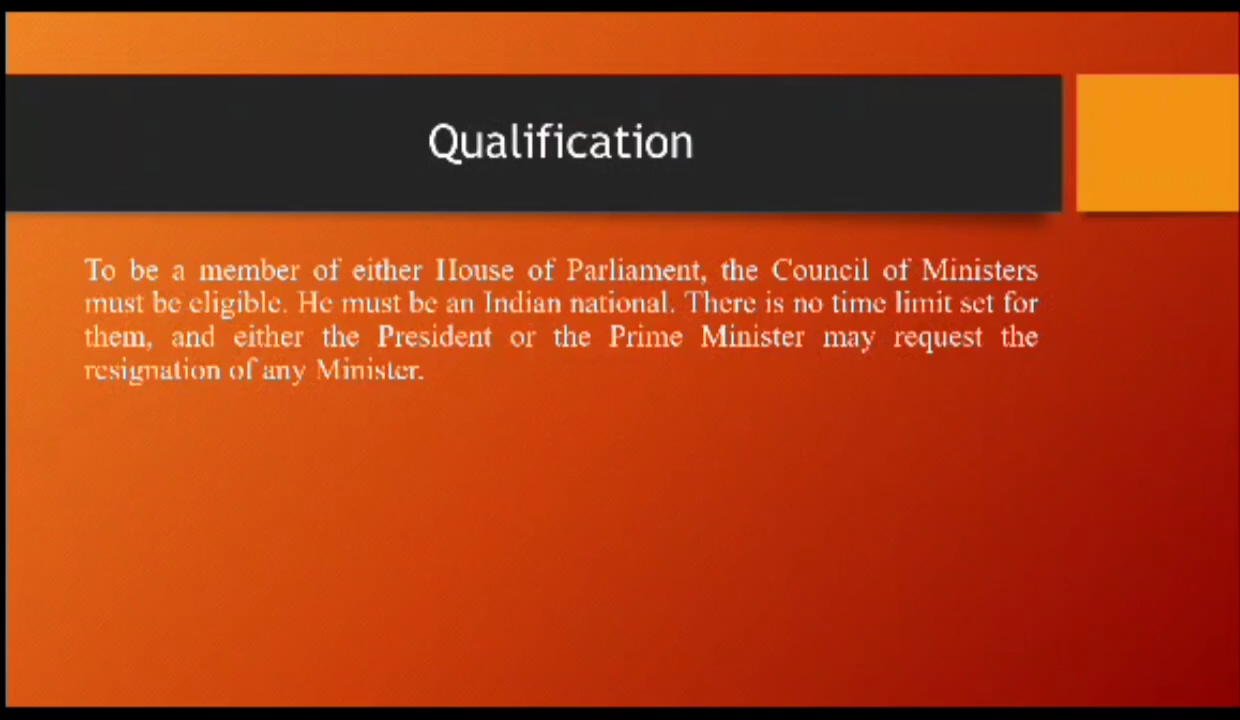 Qualification
To be a member of either House of Parliament, the Council of Ministers
must be eligible. He must be an Indian national. There is no time limit set for
them, and either the President or the Prime Minister may request the
resignation of any Minister.